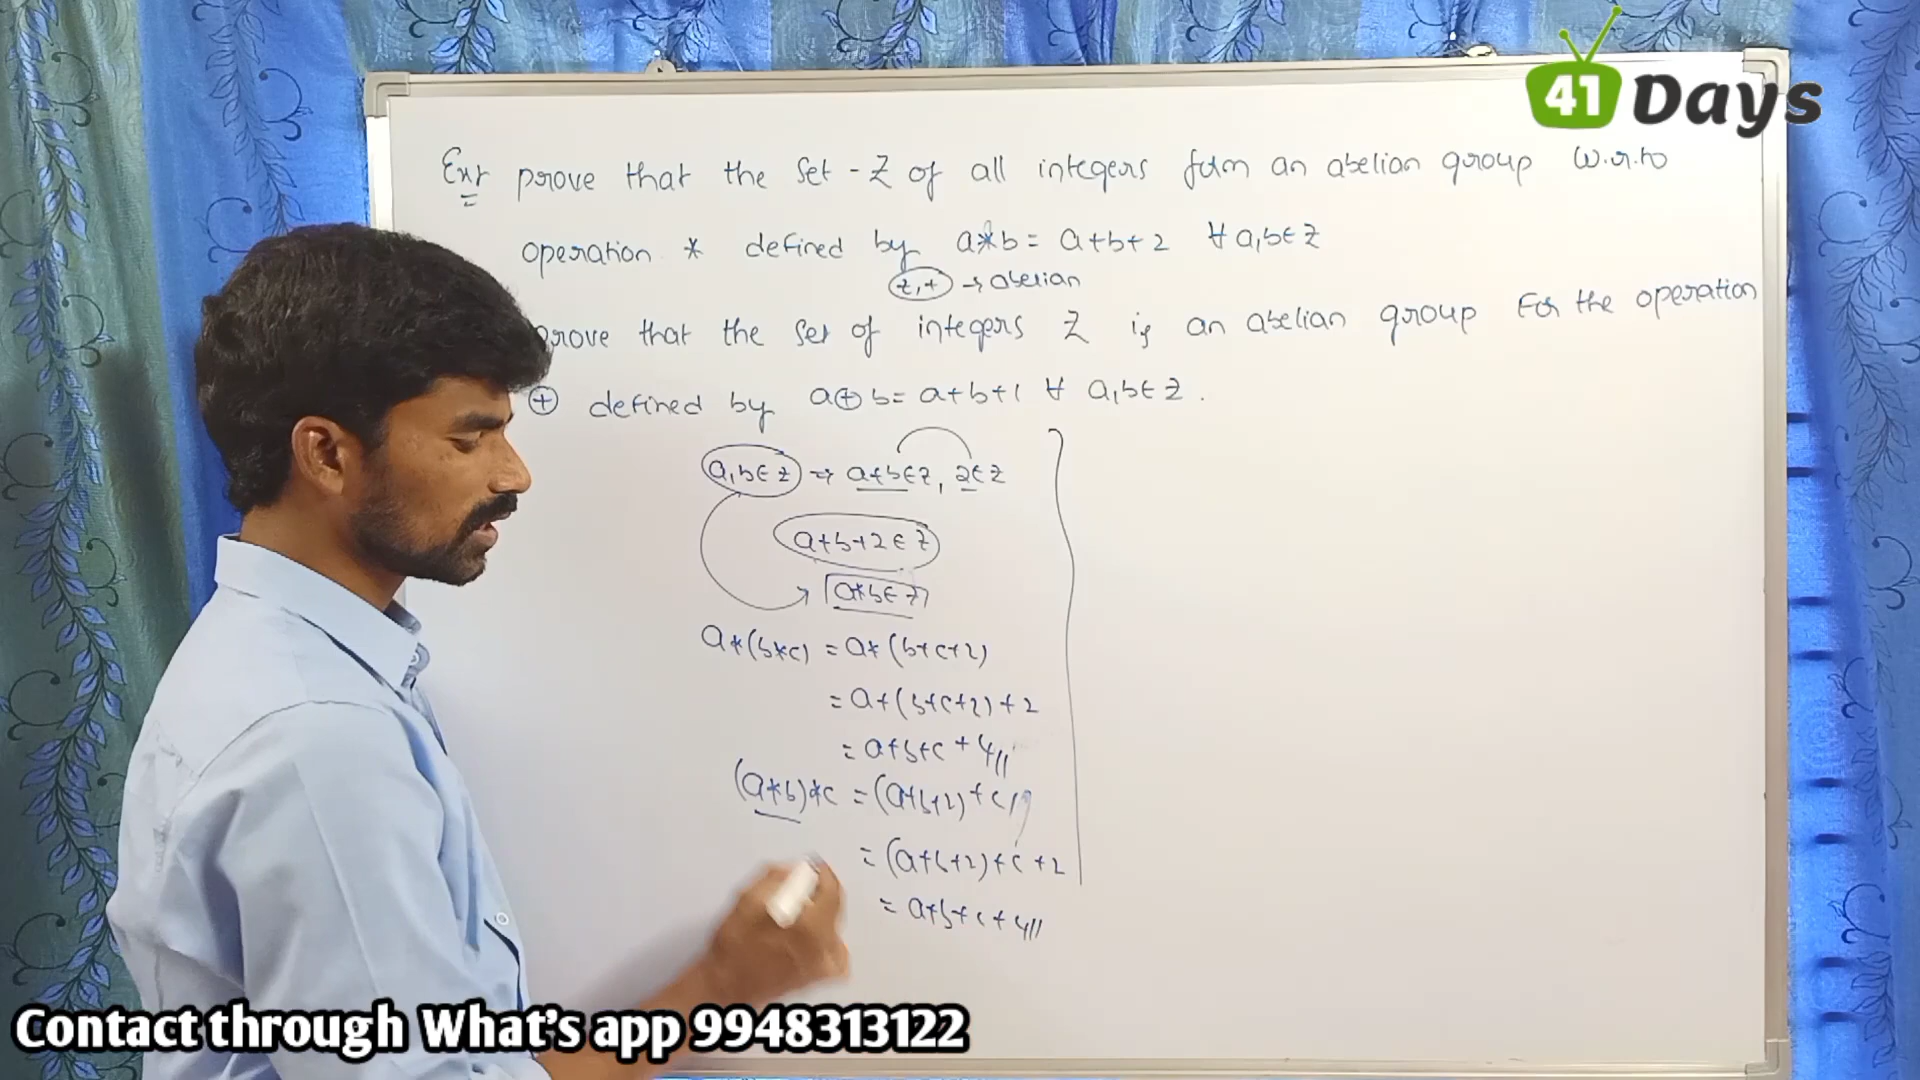 41 Days
Ex:- prove that the set - Z of all integers form an abelian group w.r.to
operation * defined by a*b = a+b+2 ∀ a,b∈Z
(Z,+) → abelian
prove that the set of integers Z is an abelian group for the operation
⊕ defined by a⊕b = a+b+1 ∀ a,b∈Z.
a,b∈Z ⇒ a+b∈Z, 2∈Z
a+b+2∈Z
a*b∈Z
a*(b*c) = a*(b+c+2)
= a+(b+c+2)+2
= a+b+c+4//
(a*b)*c = (a+b+2)*c
= (a+b+2)+c+2
= a+b+c+4//
Contact through What's app 9948313122